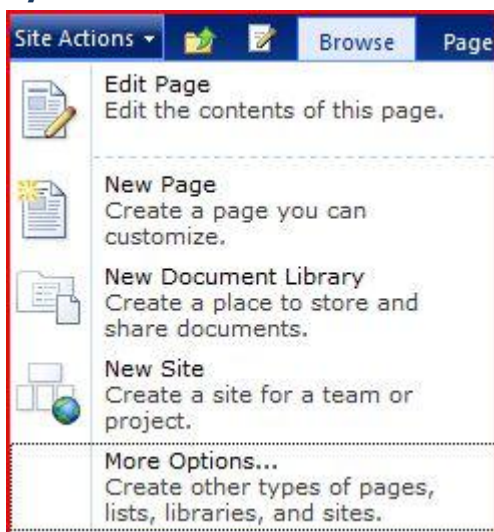 Site Actions Browse Page
Edit Page
Edit the contents of this page.
New Page
Create a page you can
customize.
New Document Library
Create a place to store and
share documents.
New Site
Create a site for a team or
project.
More Options...
Create other types of pages,
lists, libraries, and sites.